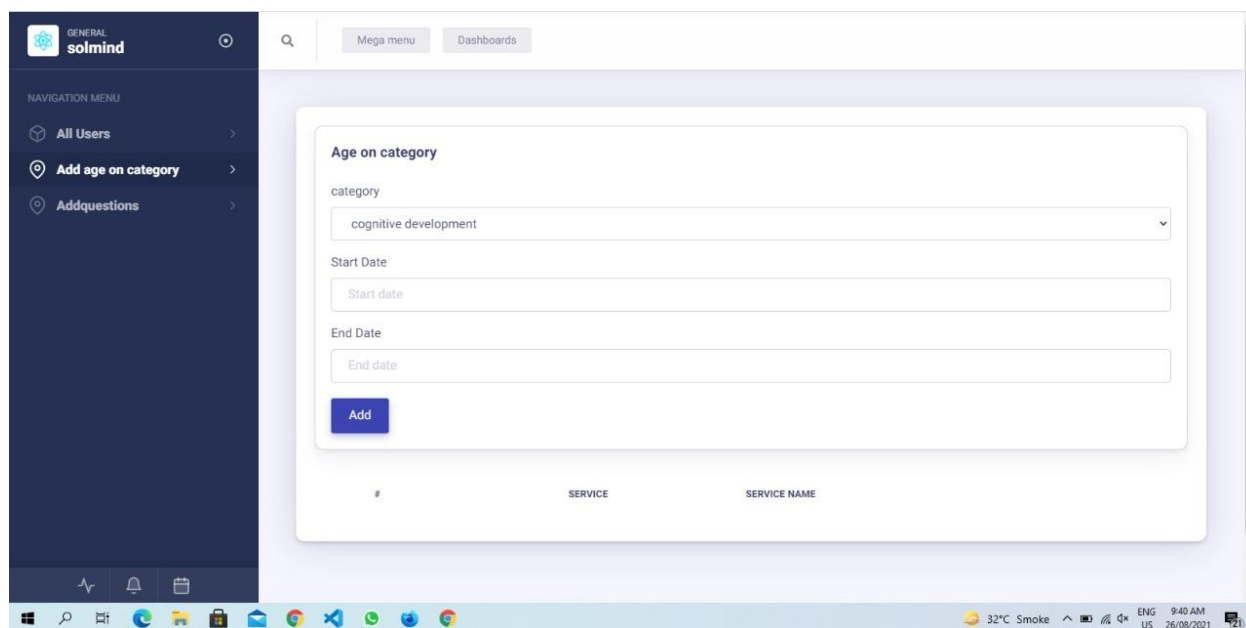 GENERAL
solmind
Mega menu
Dashboards
NAVIGATION MENU
All Users
Add age on category
Addquestions
Age on category
category
cognitive development
Start Date
Start date
End Date
End date
Add
# SERVICE SERVICE NAME
32°C Smoke
ENG
US
9:40 AM
26/08/2021
21